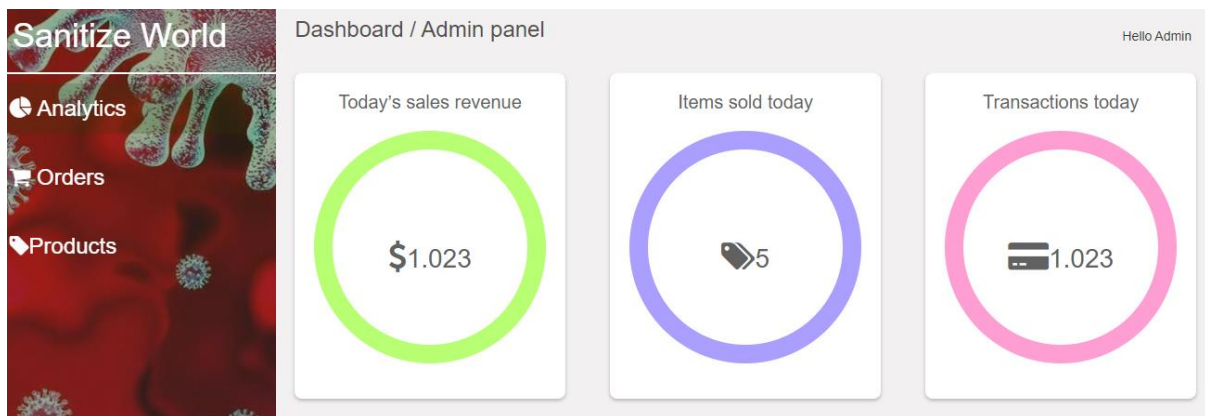 Sanitize World
Analytics
Orders
Products
Dashboard / Admin panel
Hello Admin
Today's sales revenue
$1.023
Items sold today
5
Transactions today
1.023